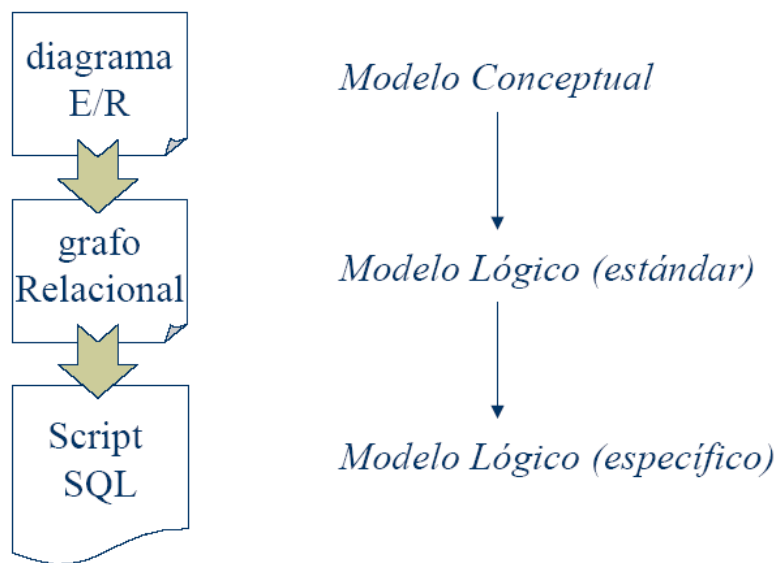 diagrama
E/R
Modelo Conceptual
grafo
Relacional
Modelo Lógico (estándar)
Script
SQL
Modelo Lógico (específico)